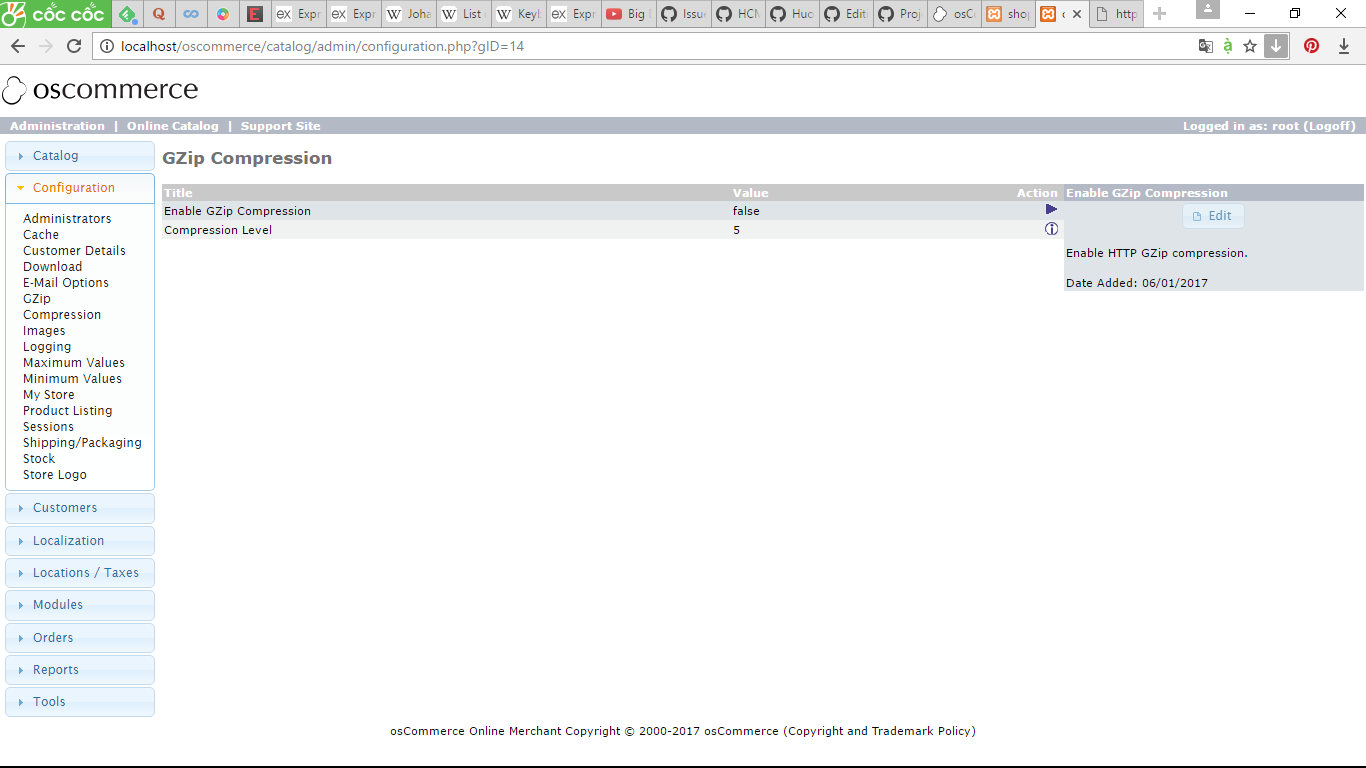 cốc cốc
Expr
Expr
Joha
List
Keyb
Expr
Big
Issu
HCM
Huo
Edit
Proj
osC
shop
http
localhost/oscommerce/catalog/admin/configuration.php?gID=14
oscommerce
Administration | Online Catalog | Support Site
Logged in as: root (Logoff)
Catalog
Configuration
Administrators
Cache
Customer Details
Download
E-Mail Options
GZip
Compression
Images
Logging
Maximum Values
Minimum Values
My Store
Product Listing
Sessions
Shipping/Packaging
Stock
Store Logo
Customers
Localization
Locations / Taxes
Modules
Orders
Reports
Tools
GZip Compression
Title Value Action
Enable GZip Compression false
Compression Level 5
Enable GZip Compression
Edit
Enable HTTP GZip compression.
Date Added: 06/01/2017
osCommerce Online Merchant Copyright © 2000-2017 osCommerce (Copyright and Trademark Policy)